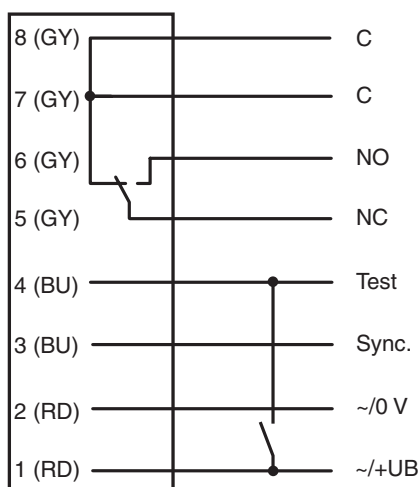 8 (GY) C
7 (GY) C
6 (GY) NO
5 (GY) NC
4 (BU) Test
3 (BU) Sync.
2 (RD) ~/0 V
1 (RD) ~/+UB